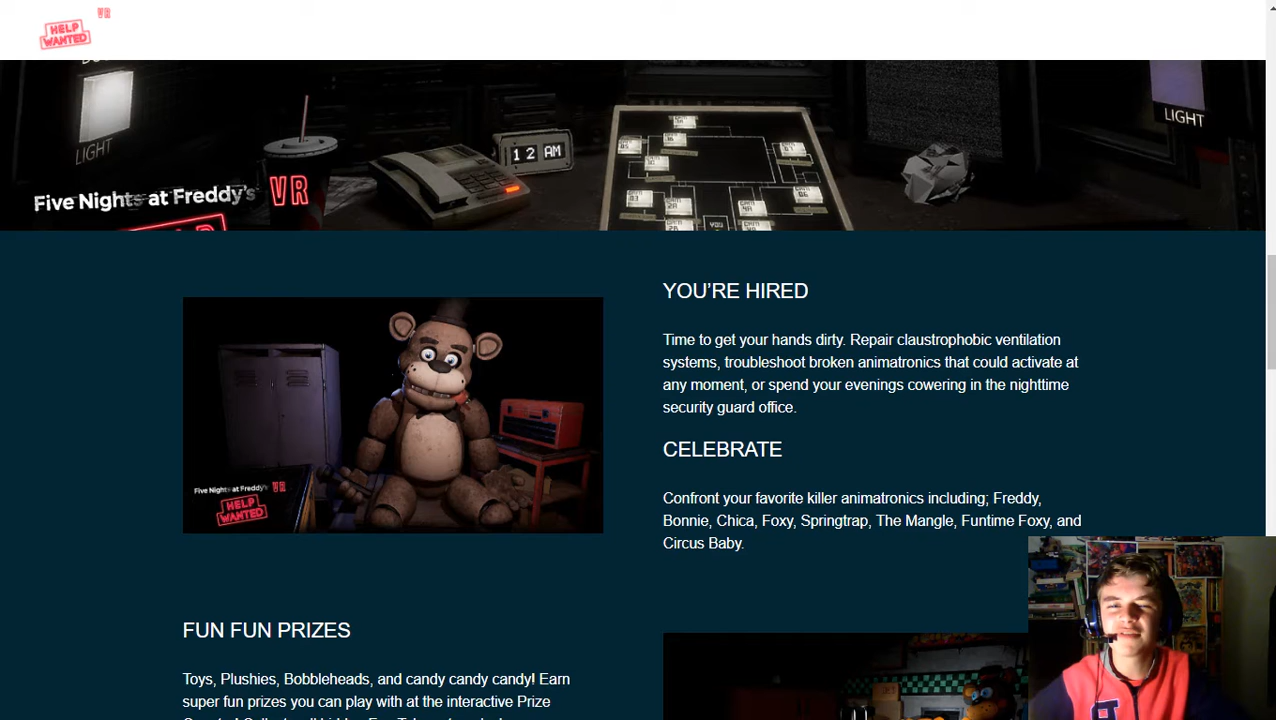 VR
HELP
WANTED
LIGHT
LIGHT
12 AM
Five Nights at Freddy's
VR
YOU
YOU'RE HIRED
Time to get your hands dirty. Repair claustrophobic ventilation
systems, troubleshoot broken animatronics that could activate at
any moment, or spend your evenings cowering in the nighttime
security guard office.
CELEBRATE
Confront your favorite killer animatronics including; Freddy,
Bonnie, Chica, Foxy, Springtrap, The Mangle, Funtime Foxy, and
Circus Baby.
Five Nights at Freddy's VR
HELP
WANTED
FUN FUN PRIZES
Toys, Plushies, Bobbleheads, and candy candy candy! Earn
super fun prizes you can play with at the interactive Prize